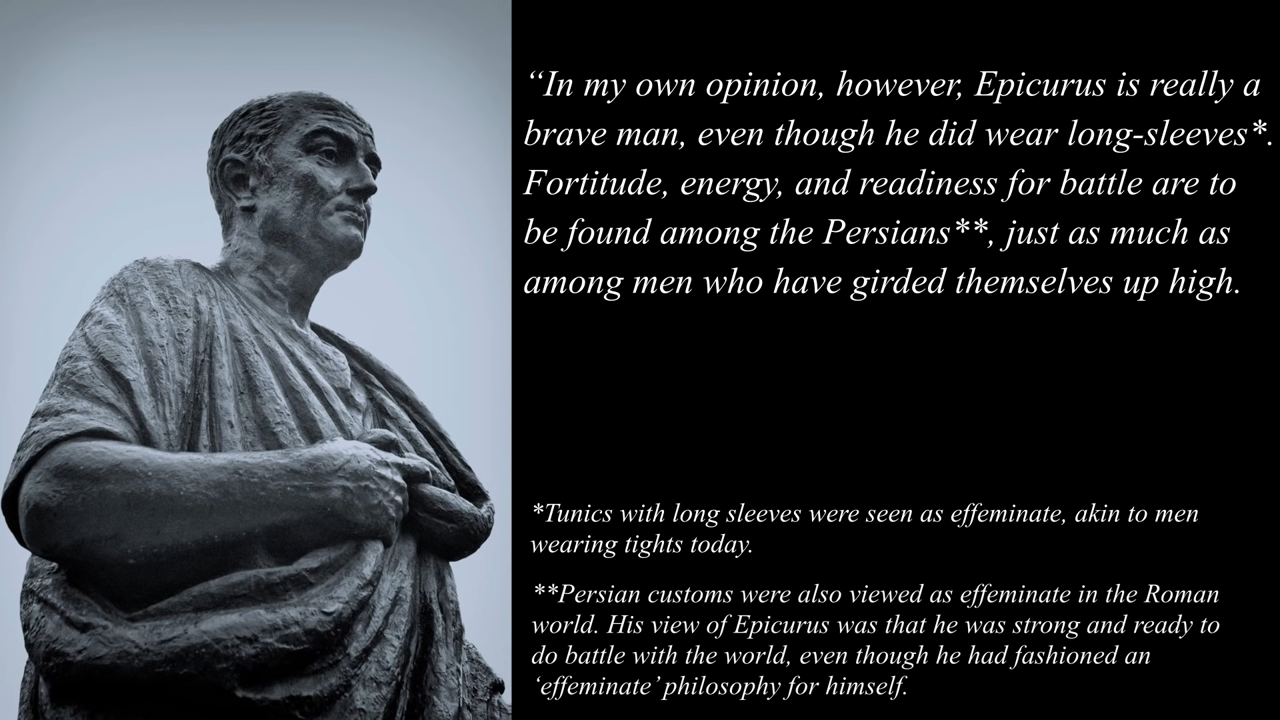 “In my own opinion, however, Epicurus is really a
brave man, even though he did wear long-sleeves*.
Fortitude, energy, and readiness for battle are to
be found among the Persians**, just as much as
among men who have girded themselves up high.
*Tunics with long sleeves were seen as effeminate, akin to men
wearing tights today.
**Persian customs were also viewed as effeminate in the Roman
world. His view of Epicurus was that he was strong and ready to
do battle with the world, even though he had fashioned an
‘effeminate’ philosophy for himself.